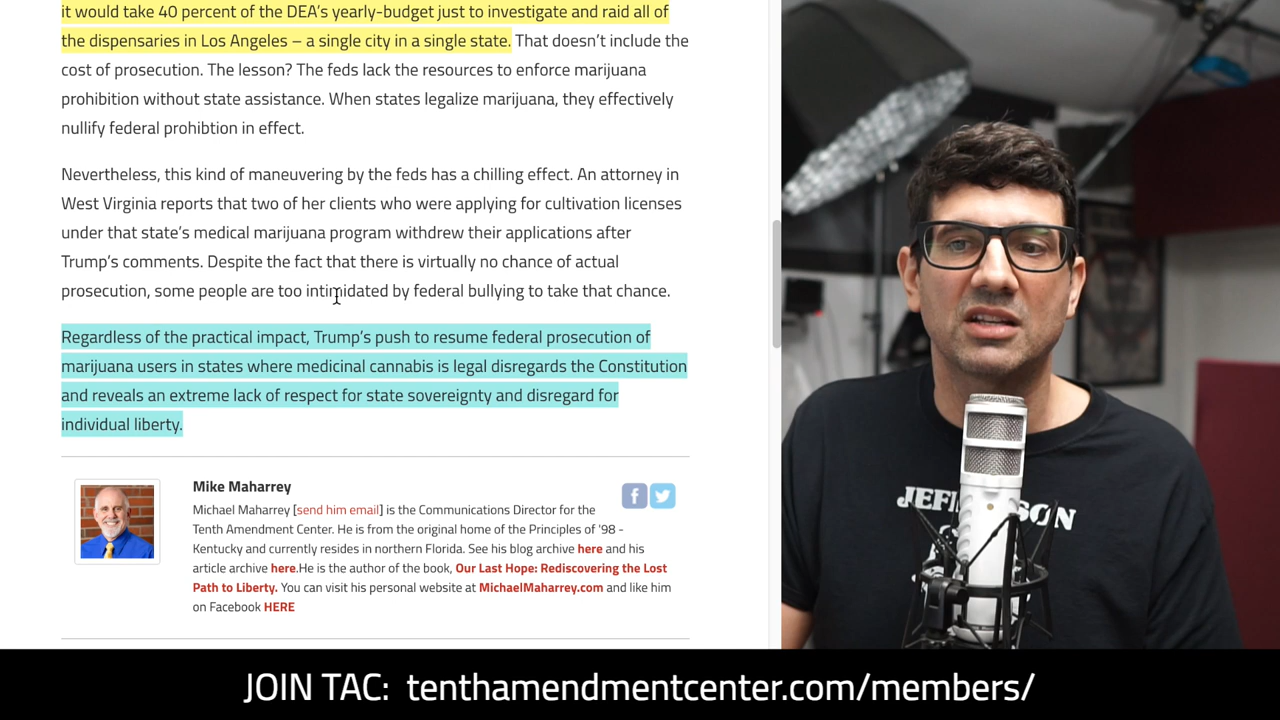 it would take 40 percent of the DEA’s yearly-budget just to investigate and raid all of
the dispensaries in Los Angeles – a single city in a single state. That doesn’t include the
cost of prosecution. The lesson? The feds lack the resources to enforce marijuana
prohibition without state assistance. When states legalize marijuana, they effectively
nullify federal prohibtion in effect.
Nevertheless, this kind of maneuvering by the feds has a chilling effect. An attorney in
West Virginia reports that two of her clients who were applying for cultivation licenses
under that state’s medical marijuana program withdrew their applications after
Trump’s comments. Despite the fact that there is virtually no chance of actual
prosecution, some people are too intimidated by federal bullying to take that chance.
Regardless of the practical impact, Trump’s push to resume federal prosecution of
marijuana users in states where medicinal cannabis is legal disregards the Constitution
and reveals an extreme lack of respect for state sovereignty and disregard for
individual liberty.
Mike Maharrey
Michael Maharrey [send him email] is the Communications Director for the
Tenth Amendment Center. He is from the original home of the Principles of '98 -
Kentucky and currently resides in northern Florida. See his blog archive here and his
article archive here.He is the author of the book, Our Last Hope: Rediscovering the Lost
Path to Liberty. You can visit his personal website at MichaelMaharrey.com and like him
on Facebook HERE
JOIN TAC: tenthamendmentcenter.com/members/